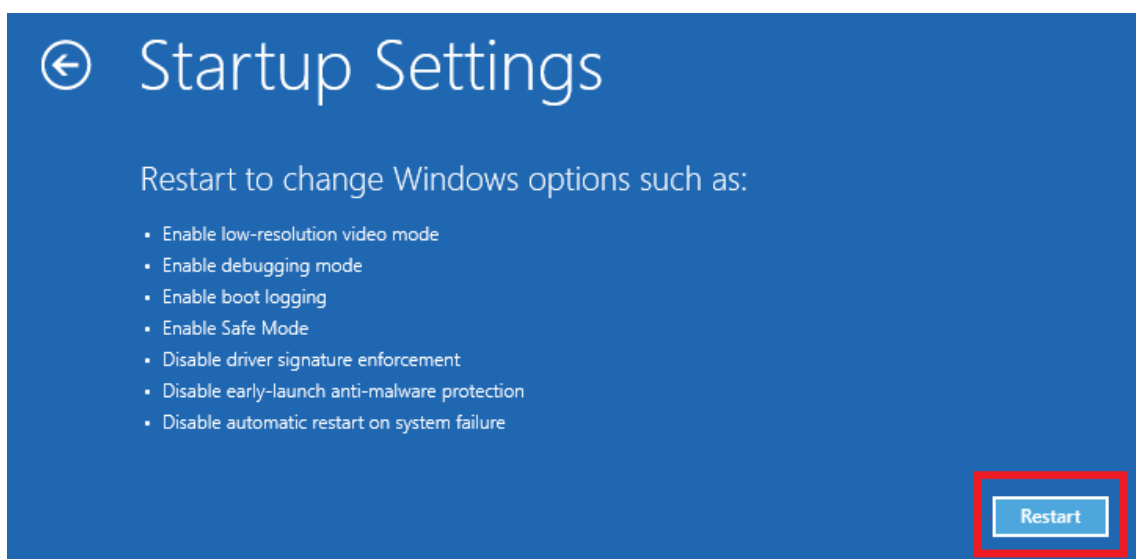 Startup Settings
Restart to change Windows options such as:
Enable low-resolution video mode
Enable debugging mode
Enable boot logging
Enable Safe Mode
Disable driver signature enforcement
Disable early-launch anti-malware protection
Disable automatic restart on system failure
Restart